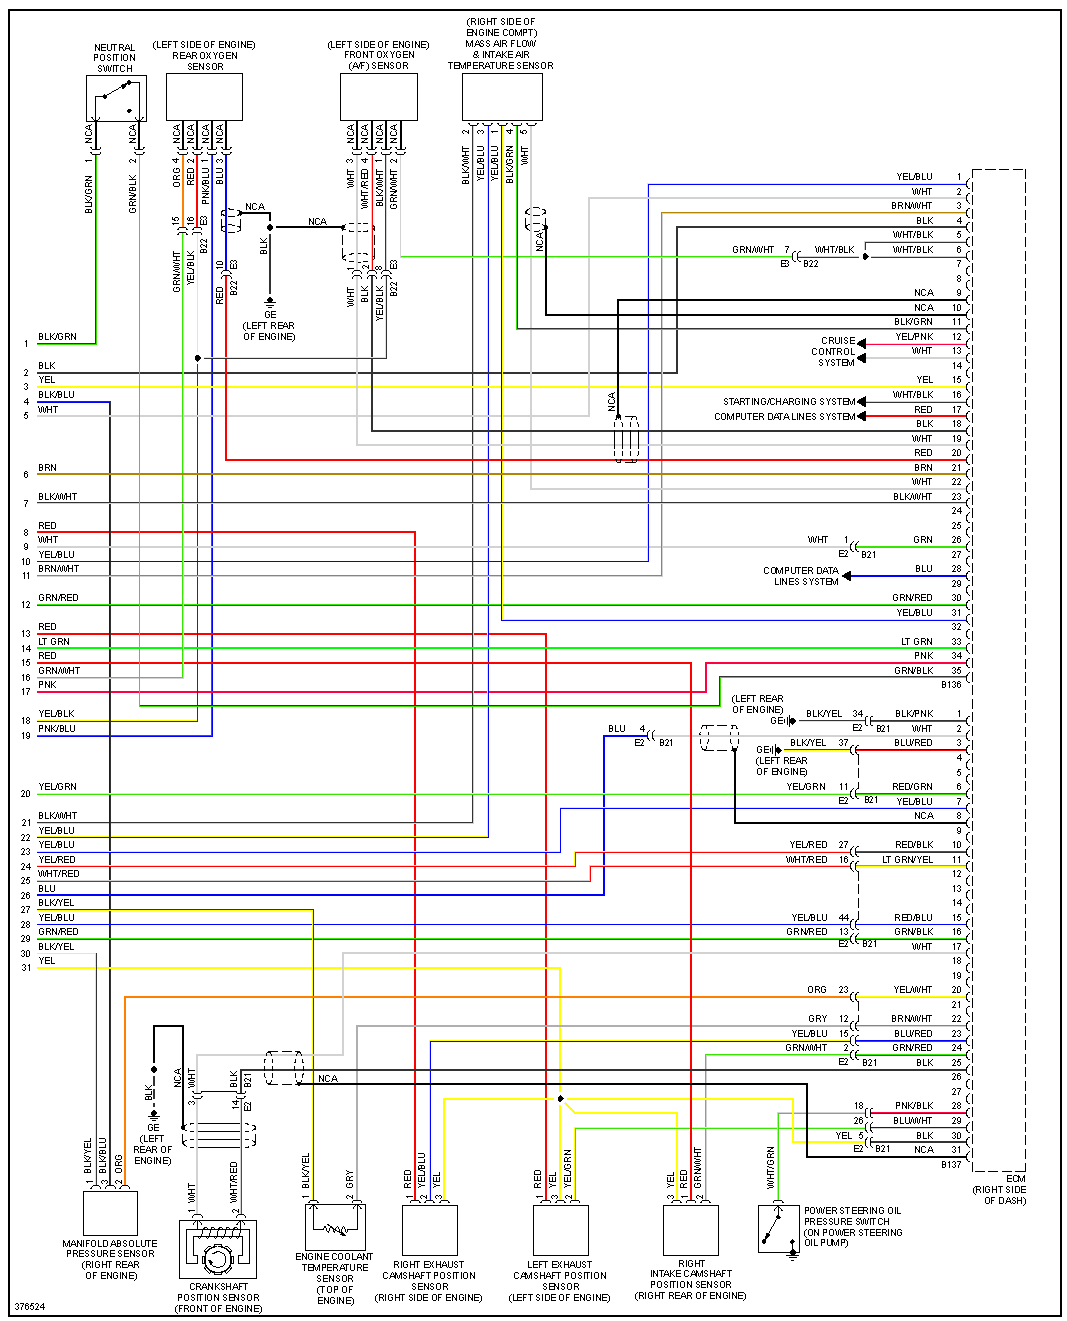 NEUTRAL
POSITION
SWITCH
(LEFT SIDE OF ENGINE)
REAR OXYGEN
SENSOR
(LEFT SIDE OF ENGINE)
FRONT OXYGEN
(A/F) SENSOR
(RIGHT SIDE OF
ENGINE COMPT)
MASS AIR FLOW
& INTAKE AIR
TEMPERATURE SENSOR
NCA NCA
NCA NCA NCA NCA
NCA NCA NCA NCA
1 2
4 2 1 3
3 4 1 2
2 3 1 4 5
BLK/GRN
GRN/BLK
ORG
RED
PNK/BLU
BLU
WHT
WHT/RED
BLK/WHT
GRN/WHT
BLK/WHT
YEL/BLU
YEL/BLU
BLK/GRN
WHT
15 16 E3
B22
GRN/WHT
YEL/BLK
10 E3
RED B22
NCA
BLK
GE
(LEFT REAR
OF ENGINE)
NCA
1 2 8 E3
WHT
BLK
YEL/BLK
B22
NCA
GRN/WHT 7 WHT/BLK
E3 B22
YEL/BLU 1
WHT 2
BRN/WHT 3
BLK 4
WHT/BLK 5
WHT/BLK 6
7
8
NCA 9
NCA 10
BLK/GRN 11
CRUISE
CONTROL
SYSTEM
YEL/PNK 12
WHT 13
14
YEL 15
STARTING/CHARGING SYSTEM WHT/BLK 16
COMPUTER DATA LINES SYSTEM RED 17
NCA
BLK 18
WHT 19
RED 20
BRN 21
WHT 22
BLK/WHT 23
24
25
WHT 1 GRN 26
E2 B21 27
COMPUTER DATA
LINES SYSTEM
BLU 28
29
GRN/RED 30
YEL/BLU 31
32
LT GRN 33
PNK 34
GRN/BLK 35
B136
1 BLK/GRN
2 BLK
3 YEL
4 BLK/BLU
5 WHT
6 BRN
7 BLK/WHT
8 RED
9 WHT
10 YEL/BLU
11 BRN/WHT
12 GRN/RED
13 RED
14 LT GRN
15 RED
16 GRN/WHT
17 PNK
18 YEL/BLK
19 PNK/BLU
20 YEL/GRN
21 BLK/WHT
22 YEL/BLU
23 YEL/BLU
24 YEL/RED
25 WHT/RED
26 BLU
27 BLK/YEL
28 YEL/BLU
29 GRN/RED
30 BLK/YEL
31 YEL
(LEFT REAR
OF ENGINE)
GE BLK/YEL 34 BLK/PNK 1
E2 B21
BLU 4 WHT 2
E2 B21
GE BLK/YEL 37 BLU/RED 3
(LEFT REAR
OF ENGINE)
4
5
YEL/GRN 11 RED/GRN 6
E2 B21 YEL/BLU 7
NCA 8
9
YEL/RED 27 RED/BLK 10
WHT/RED 16 LT GRN/YEL 11
12
13
14
YEL/BLU 44 RED/BLU 15
GRN/RED 13 GRN/BLK 16
E2 B21 WHT 17
18
19
ORG 23 YEL/WHT 20
21
GRY 12 BRN/WHT 22
YEL/BLU 15 BLU/RED 23
GRN/WHT 2 GRN/RED 24
E2 B21 BLK 25
26
27
18 PNK/BLK 28
26 BLU/WHT 29
YEL 5 BLK 30
E2 B21 NCA 31
B137
ECM
(RIGHT SIDE
OF DASH)
BLK
NCA
GE
(LEFT
REAR OF
ENGINE)
WHT
BLK
B21
3 14 E2
NCA
BLK/YEL
BLK/BLU
ORG
1 3 2
MANIFOLD ABSOLUTE
PRESSURE SENSOR
(RIGHT REAR
OF ENGINE)
WHT
WHT/RED
1 2
CRANKSHAFT
POSITION SENSOR
(FRONT OF ENGINE)
BLK/YEL
GRY
1 2
ENGINE COOLANT
TEMPERATURE
SENSOR
(TOP OF
ENGINE)
RED
YEL/BLU
YEL
1 2 3
RIGHT EXHAUST
CAMSHAFT POSITION
SENSOR
(RIGHT SIDE OF ENGINE)
RED
YEL
YEL/GRN
1 3 2
LEFT EXHAUST
CAMSHAFT POSITION
SENSOR
(LEFT SIDE OF ENGINE)
YEL
RED
GRN/WHT
3 1 2
RIGHT
INTAKE CAMSHAFT
POSITION SENSOR
(RIGHT REAR OF ENGINE)
WHT/GRN
1
POWER STEERING OIL
PRESSURE SWITCH
(ON POWER STEERING
OIL PUMP)
376524